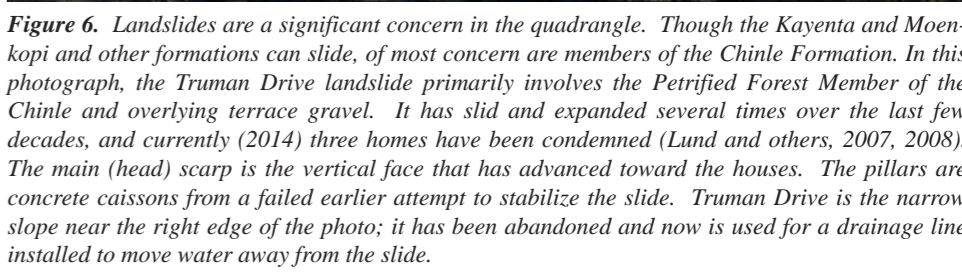 Figure 6. Landslides are a significant concern in the quadrangle. Though the Kayenta and Moen-
kopi and other formations can slide, of most concern are members of the Chinle Formation. In this
photograph, the Truman Drive landslide primarily involves the Petrified Forest Member of the
Chinle and overlying terrace gravel. It has slid and expanded several times over the last few
decades, and currently (2014) three homes have been condemned (Lund and others, 2007, 2008)
The main (head) scarp is the vertical face that has advanced toward the houses. The pillars are
concrete caissons from a failed earlier attempt to stabilize the slide. Truman Drive is the narrow
slope near the right edge of the photo; it has been abandoned and now is used for a drainage line
installed to move water away from the slide.